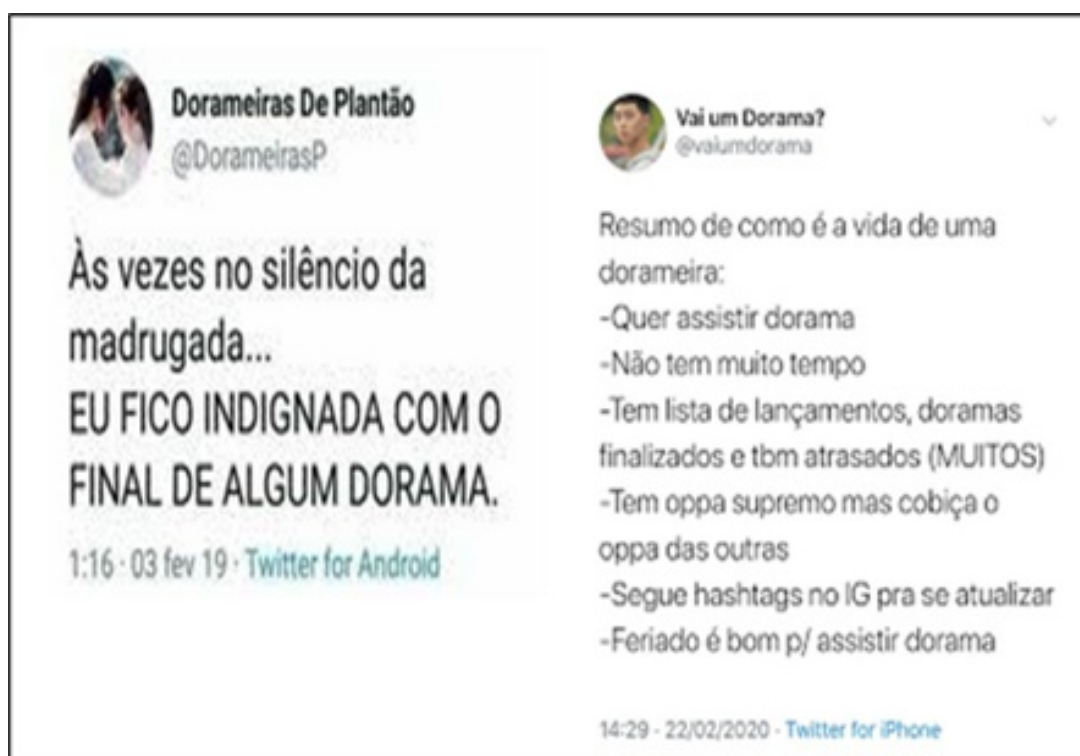 Dorameiras De Plantão
@DorameirasP
Às vezes no silêncio da
madrugada...
EU FICO INDIGNADA COM O
FINAL DE ALGUM DORAMA.
1:16 · 03 fev 19 · Twitter for Android
Vai um Dorama?
@vaiumdorama
Resumo de como é a vida de uma
dorameira:
-Quer assistir dorama
-Não tem muito tempo
-Tem lista de lançamentos, doramas
finalizados e tbm atrasados (MUITOS)
-Tem oppa supremo mas cobiça o
oppa das outras
-Segue hashtags no IG pra se atualizar
-Feriado é bom p/ assistir dorama
14:29 · 22/02/2020 · Twitter for iPhone